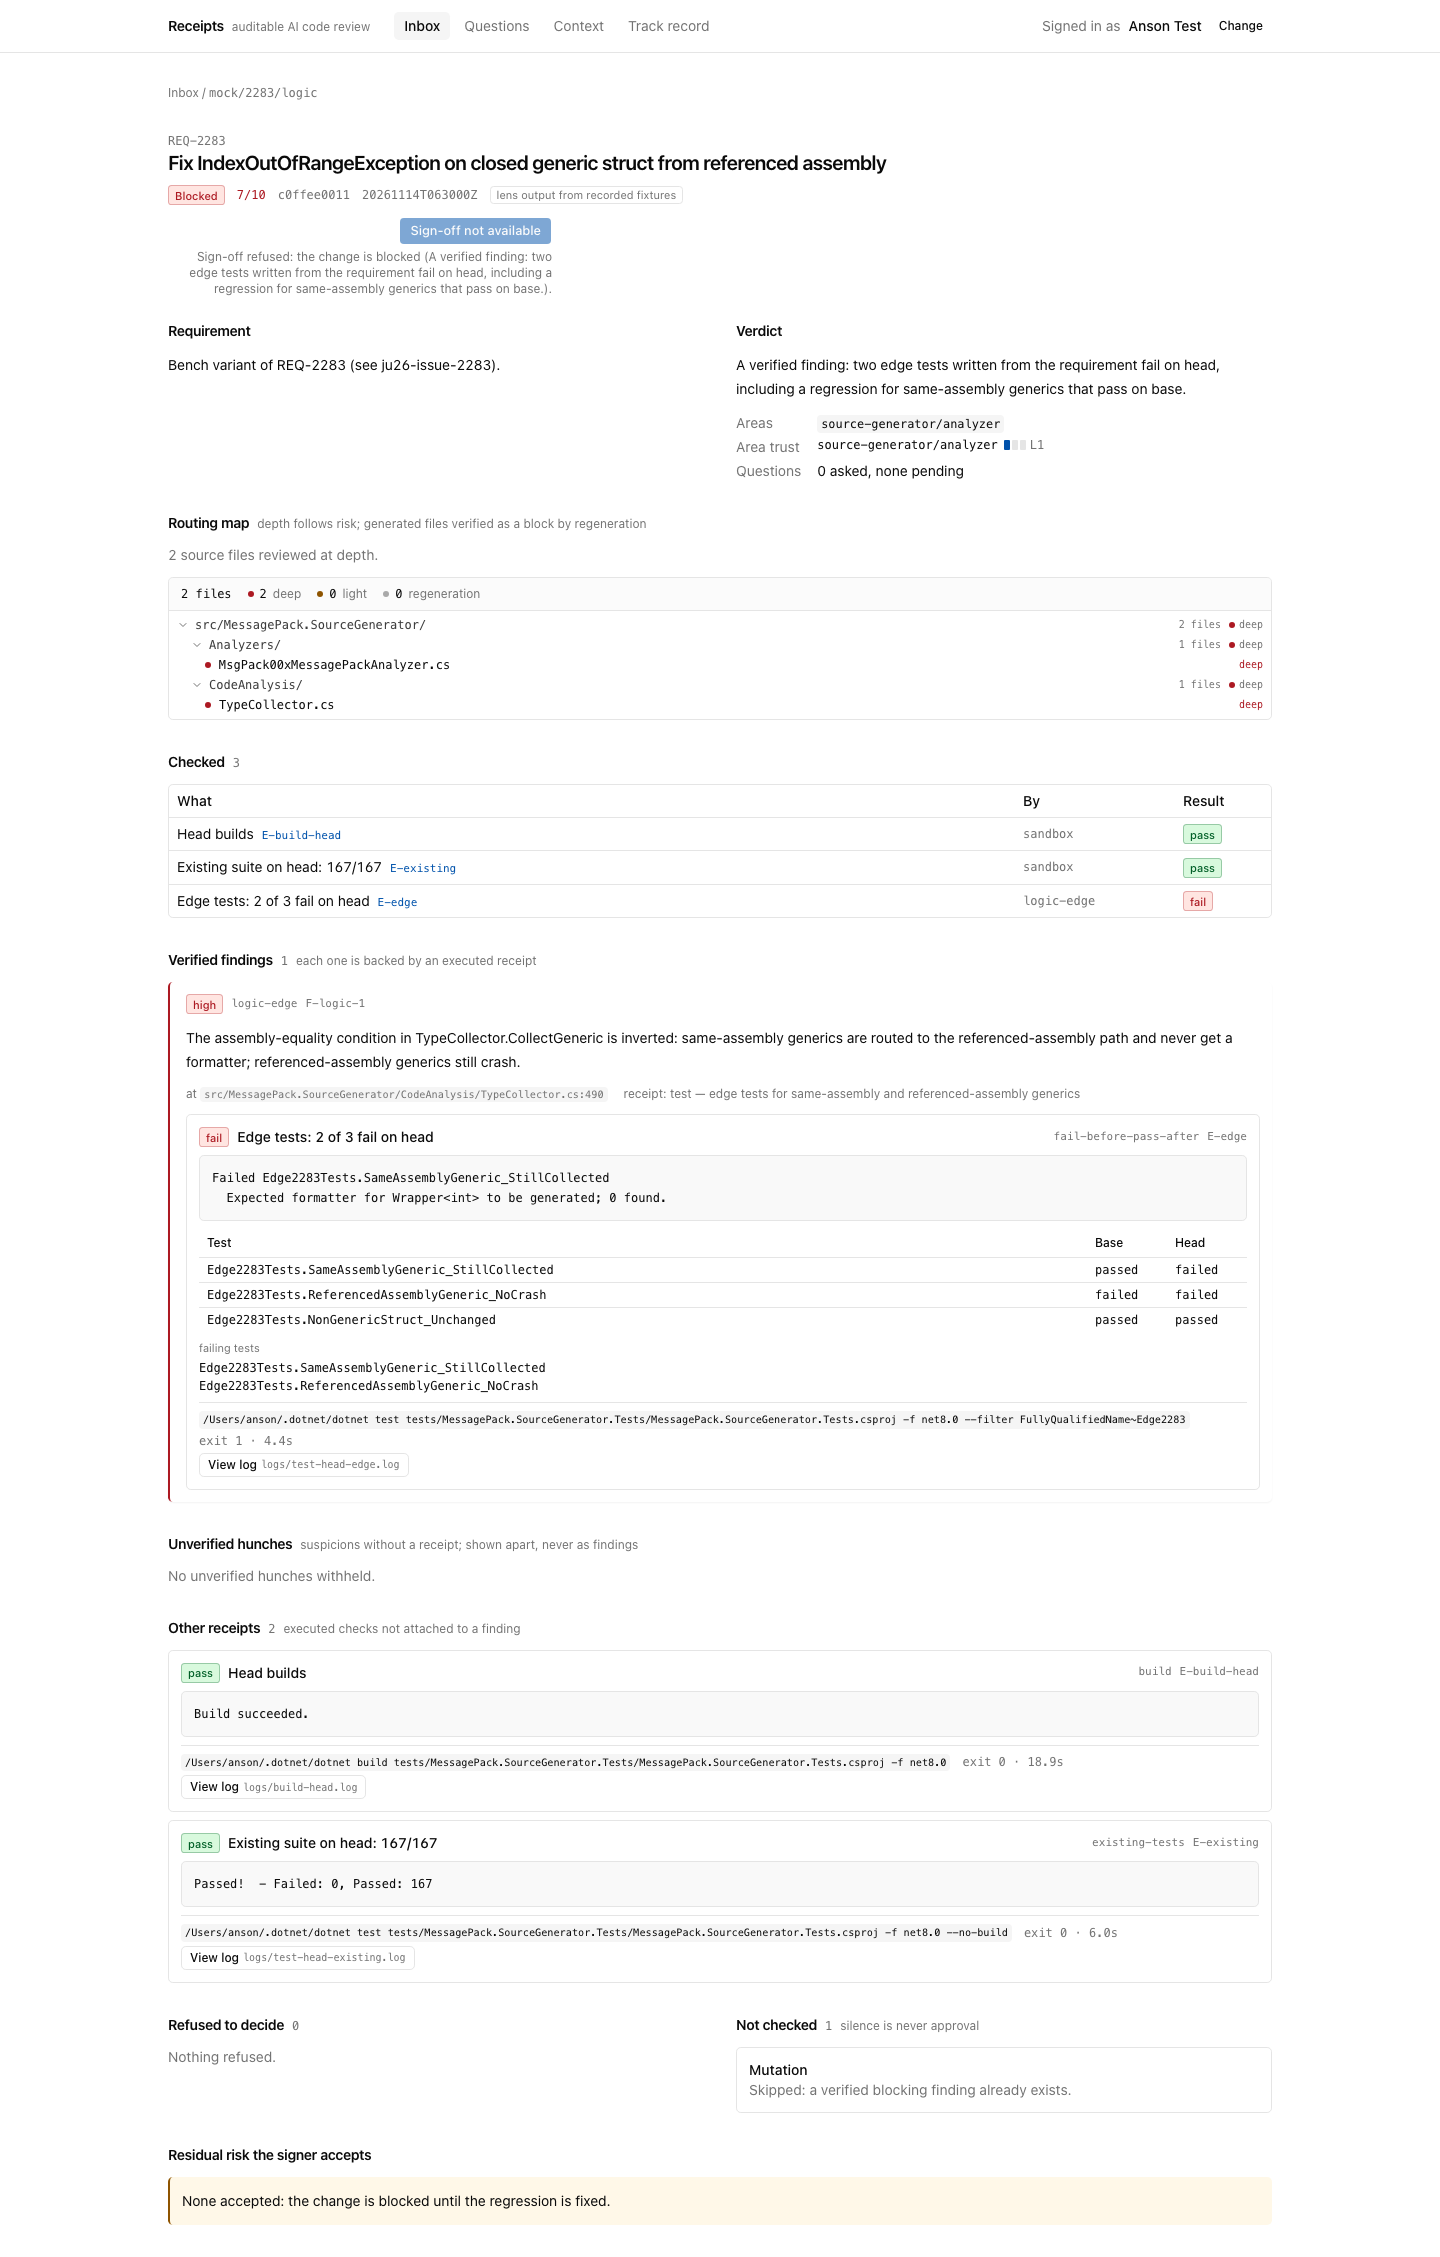 Receipts auditable AI code review Inbox Questions Context Track record Signed in as Anson Test Change
Inbox / mock/2283/logic
REQ-2283
Fix IndexOutOfRangeException on closed generic struct from referenced assembly
Blocked 7/10 c0ffee0011 20261114T063000Z lens output from recorded fixtures
Sign-off not available
Sign-off refused: the change is blocked (A verified finding: two
edge tests written from the requirement fail on head, including a
regression for same-assembly generics that pass on base.).
Requirement
Bench variant of REQ-2283 (see ju26-issue-2283).
Verdict
A verified finding: two edge tests written from the requirement fail on head,
including a regression for same-assembly generics that pass on base.
Areas source-generator/analyzer
Area trust source-generator/analyzer L1
Questions 0 asked, none pending
Routing map depth follows risk; generated files verified as a block by regeneration
2 source files reviewed at depth.
2 files 2 deep 0 light 0 regeneration
src/MessagePack.SourceGenerator/ 2 files deep
Analyzers/ 1 files deep
MsgPack00xMessagePackAnalyzer.cs deep
CodeAnalysis/ 1 files deep
TypeCollector.cs deep
Checked 3
What By Result
Head builds E-build-head sandbox pass
Existing suite on head: 167/167 E-existing sandbox pass
Edge tests: 2 of 3 fail on head E-edge logic-edge fail
Verified findings 1 each one is backed by an executed receipt
high logic-edge F-logic-1
The assembly-equality condition in TypeCollector.CollectGeneric is inverted: same-assembly generics are routed to the referenced-assembly path and never get a
formatter; referenced-assembly generics still crash.
at src/MessagePack.SourceGenerator/CodeAnalysis/TypeCollector.cs:490 receipt: test — edge tests for same-assembly and referenced-assembly generics
fail Edge tests: 2 of 3 fail on head fail-before-pass-after E-edge
Failed Edge2283Tests.SameAssemblyGeneric_StillCollected
Expected formatter for Wrapper<int> to be generated; 0 found.
Test Base Head
Edge2283Tests.SameAssemblyGeneric_StillCollected passed failed
Edge2283Tests.ReferencedAssemblyGeneric_NoCrash failed failed
Edge2283Tests.NonGenericStruct_Unchanged passed passed
failing tests
Edge2283Tests.SameAssemblyGeneric_StillCollected
Edge2283Tests.ReferencedAssemblyGeneric_NoCrash
/Users/anson/.dotnet/dotnet test tests/MessagePack.SourceGenerator.Tests/MessagePack.SourceGenerator.Tests.csproj -f net8.0 --filter FullyQualifiedName~Edge2283
exit 1 · 4.4s
View log logs/test-head-edge.log
Unverified hunches suspicions without a receipt; shown apart, never as findings
No unverified hunches withheld.
Other receipts 2 executed checks not attached to a finding
pass Head builds build E-build-head
Build succeeded.
/Users/anson/.dotnet/dotnet build tests/MessagePack.SourceGenerator.Tests/MessagePack.SourceGenerator.Tests.csproj -f net8.0 exit 0 · 18.9s
View log logs/build-head.log
pass Existing suite on head: 167/167 existing-tests E-existing
Passed! - Failed: 0, Passed: 167
/Users/anson/.dotnet/dotnet test tests/MessagePack.SourceGenerator.Tests/MessagePack.SourceGenerator.Tests.csproj -f net8.0 --no-build exit 0 · 6.0s
View log logs/test-head-existing.log
Refused to decide 0
Nothing refused.
Not checked 1 silence is never approval
Mutation
Skipped: a verified blocking finding already exists.
Residual risk the signer accepts
None accepted: the change is blocked until the regression is fixed.